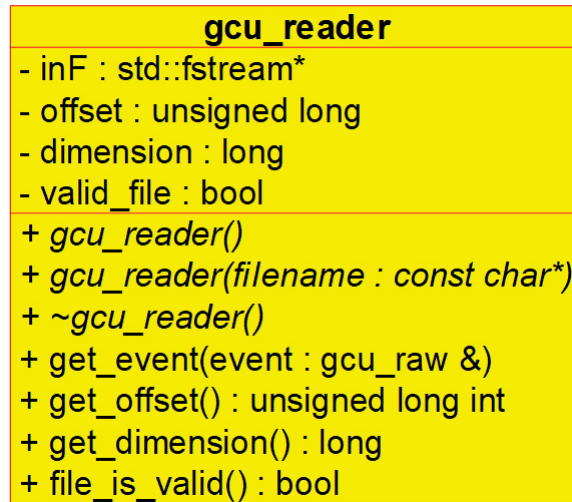 gcu_reader
- inF : std::fstream*
- offset : unsigned long
- dimension : long
- valid_file : bool
+ gcu_reader()
+ gcu_reader(filename : const char*)
+ ~gcu_reader()
+ get_event(event : gcu_raw &)
+ get_offset() : unsigned long int
+ get_dimension() : long
+ file_is_valid() : bool